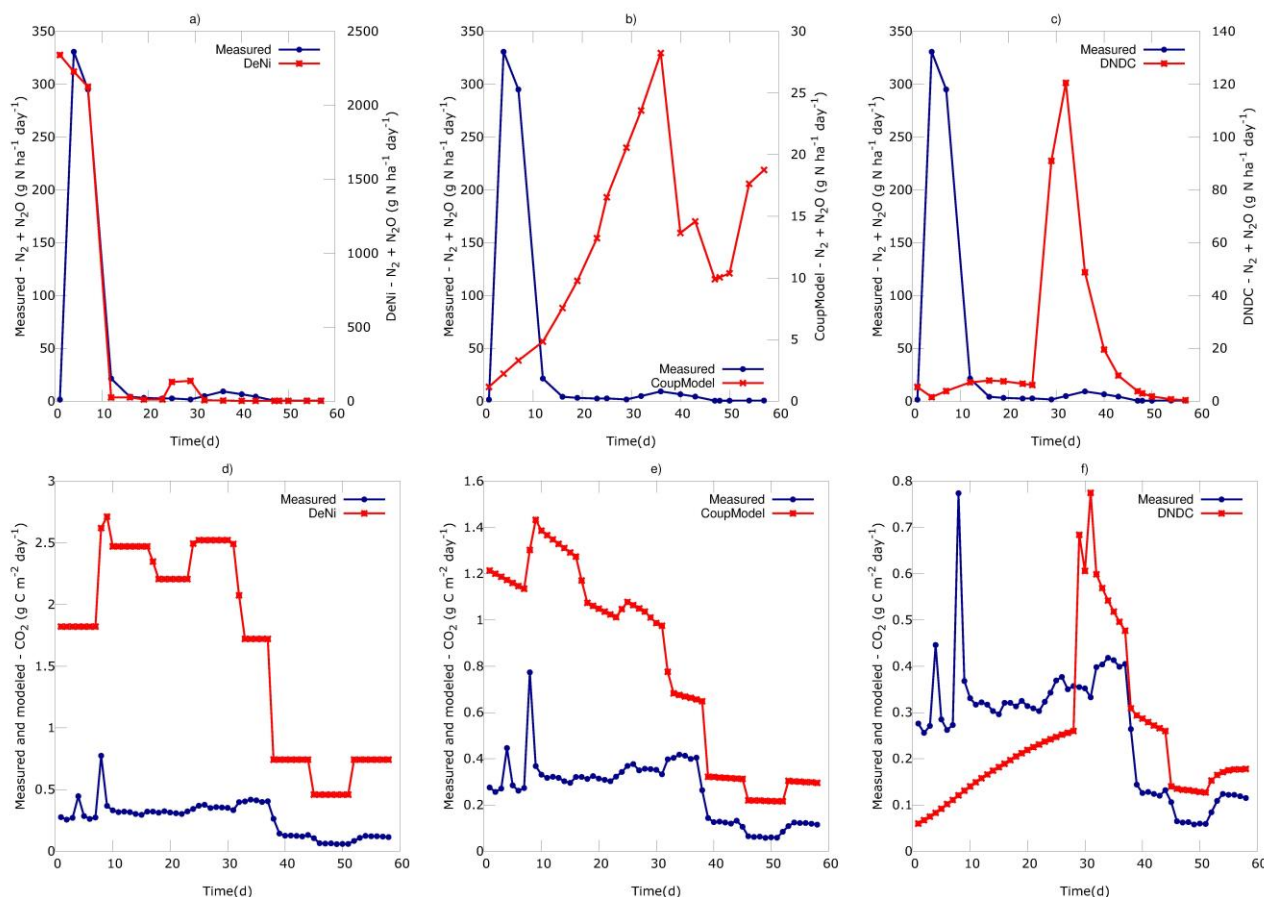 a)
Measured
DeNi
350
300
250
200
150
100
50
0
2500
2000
1500
1000
500
0
0 10 20 30 40 50 60
Measured - N₂ + N₂O (g N ha⁻¹ day⁻¹)
DeNi - N₂ + N₂O (g N ha⁻¹ day⁻¹)
Time(d)
b)
Measured
CoupModel
350
300
250
200
150
100
50
0
30
25
20
15
10
5
0
0 10 20 30 40 50 60
Measured - N₂ + N₂O (g N ha⁻¹ day⁻¹)
CoupModel - N₂ + N₂O (g N ha⁻¹ day⁻¹)
Time(d)
c)
Measured
DNDC
350
300
250
200
150
100
50
0
140
120
100
80
60
40
20
0
0 10 20 30 40 50 60
Measured - N₂ + N₂O (g N ha⁻¹ day⁻¹)
DNDC - N₂ + N₂O (g N ha⁻¹ day⁻¹)
Time(d)
d)
Measured
DeNi
3
2.5
2
1.5
1
0.5
0
0 10 20 30 40 50 60
Measured and modeled - CO₂ (g C m⁻² day⁻¹)
Time(d)
e)
Measured
CoupModel
1.6
1.4
1.2
1
0.8
0.6
0.4
0.2
0
0 10 20 30 40 50 60
Measured and modeled - CO₂ (g C m⁻² day⁻¹)
Time(d)
f)
Measured
DNDC
0.8
0.7
0.6
0.5
0.4
0.3
0.2
0.1
0
0 10 20 30 40 50 60
Measured and modeled - CO₂ (g C m⁻² day⁻¹)
Time(d)